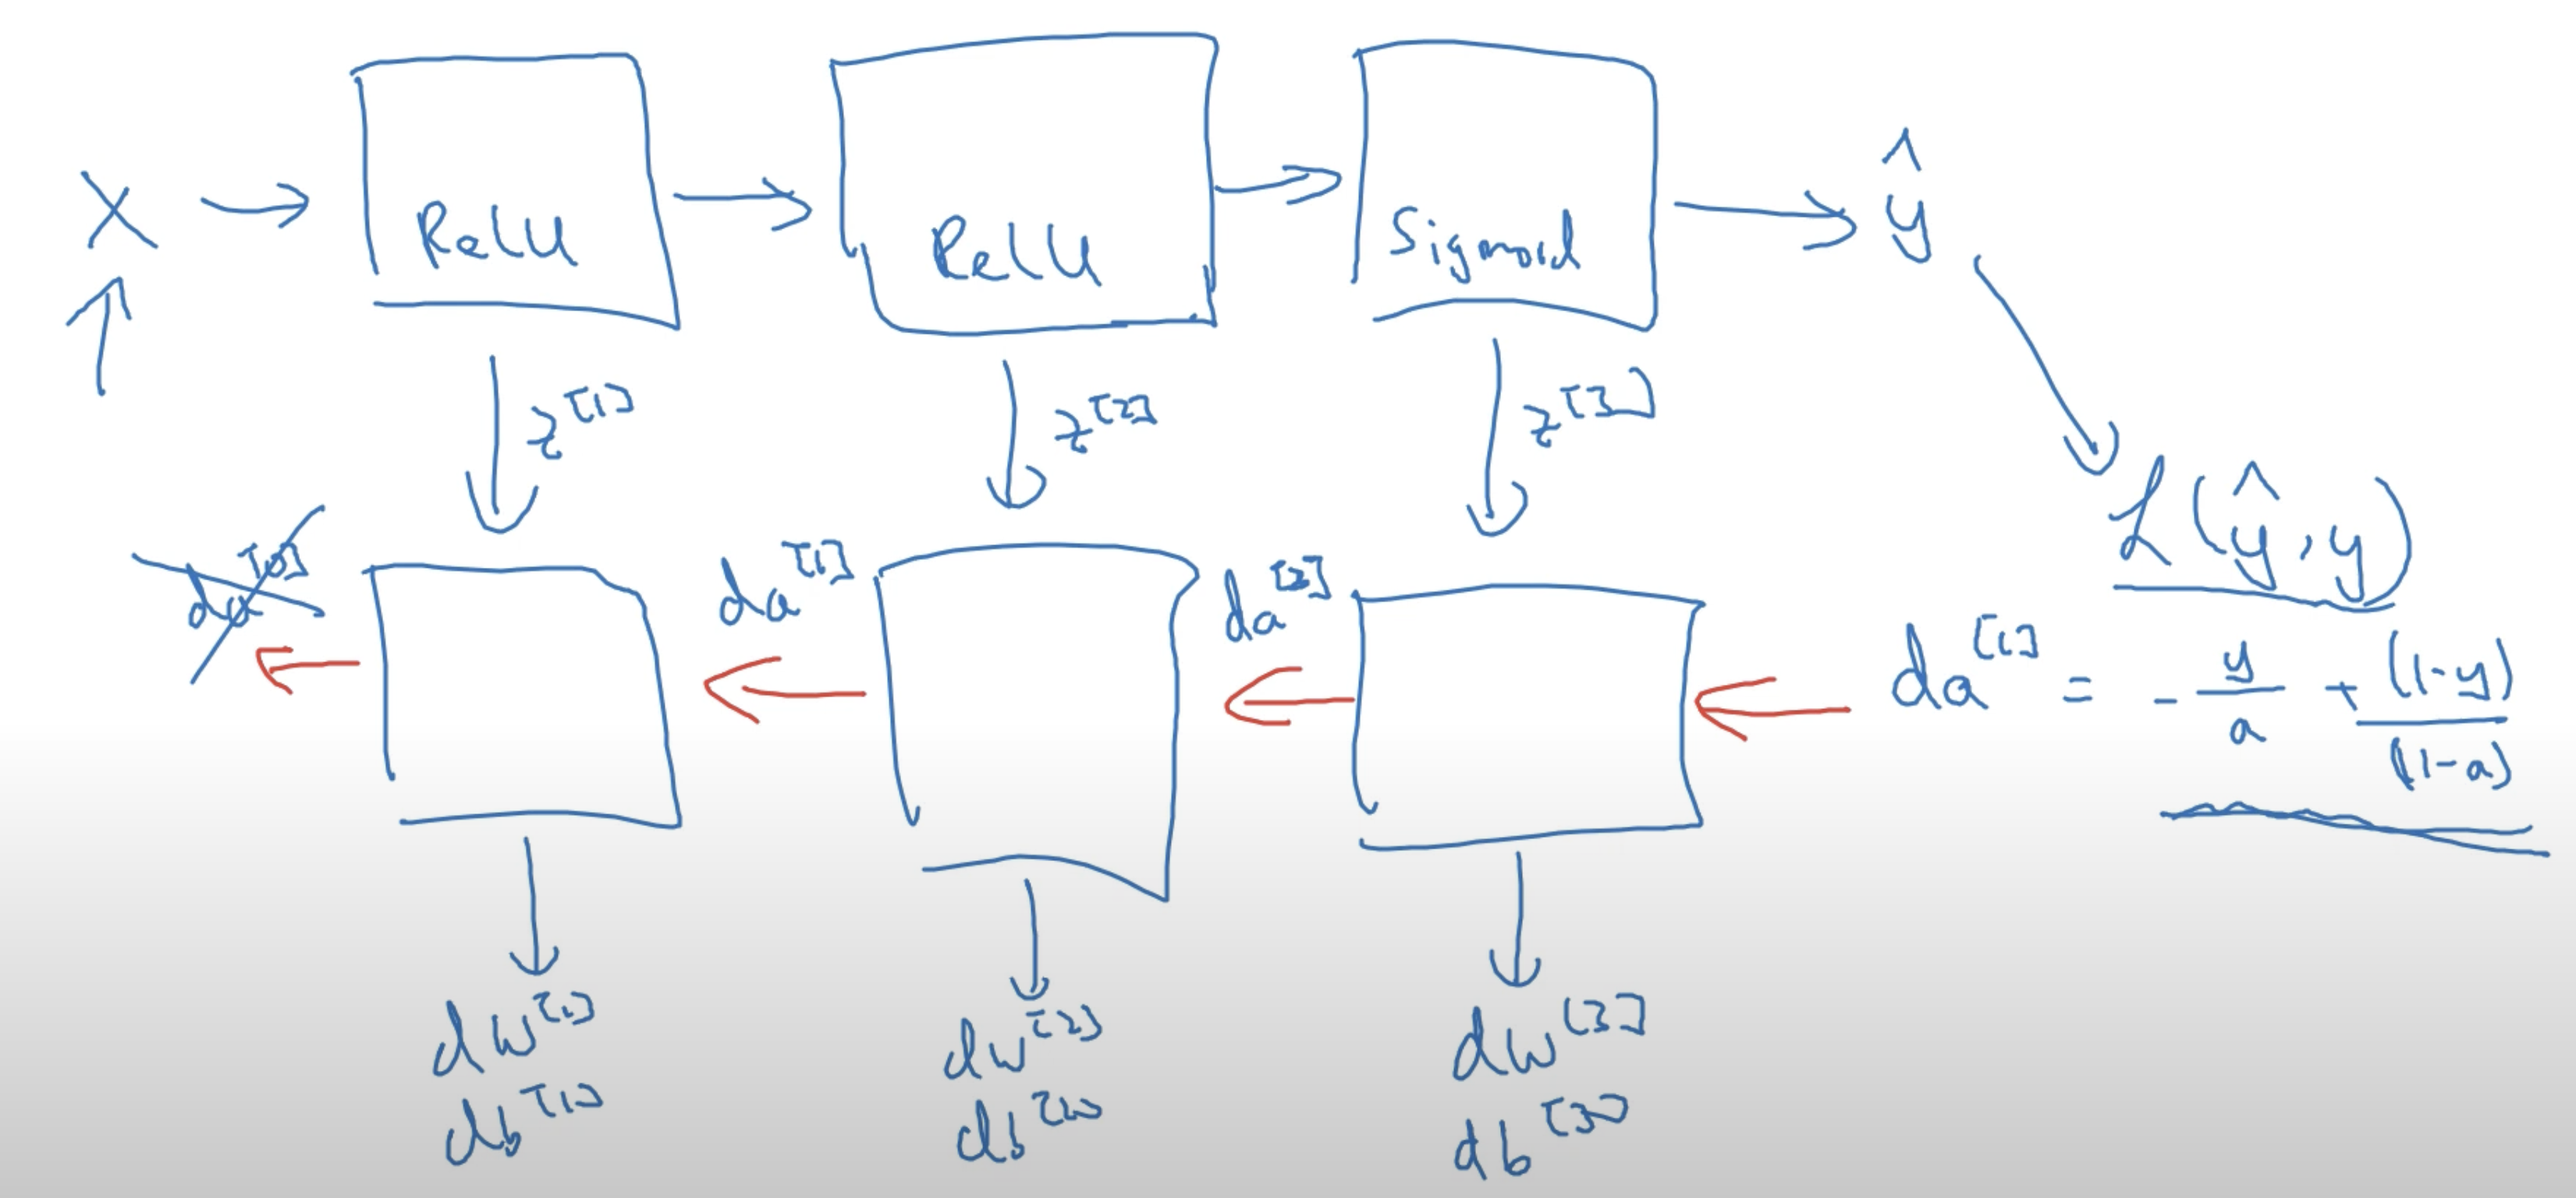 X → ReLU → ReLU → Sigmoid → ŷ
z^[1] z^[2] z^[3]
L(ŷ, y)
da^[0] da^[1] da^[2] da^[l] = - y/a + (1-y)/(1-a)
dw^[1] dw^[2] dw^[3]
db^[1] db^[2] db^[3]